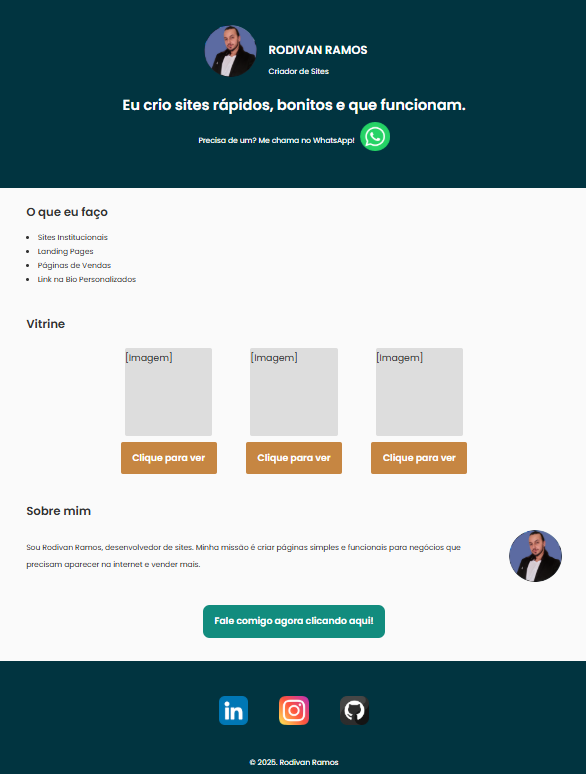 RODIVAN RAMOS
Criador de Sites
Eu crio sites rápidos, bonitos e que funcionam.
Precisa de um? Me chama no WhatsApp!
O que eu faço
Sites Institucionais
Landing Pages
Páginas de Vendas
Link na Bio Personalizados
Vitrine
[Imagem] [Imagem] [Imagem]
Clique para ver Clique para ver Clique para ver
Sobre mim
Sou Rodivan Ramos, desenvolvedor de sites. Minha missão é criar páginas simples e funcionais para negócios que
precisam aparecer na internet e vender mais.
Fale comigo agora clicando aqui!
in
© 2025. Rodivan Ramos